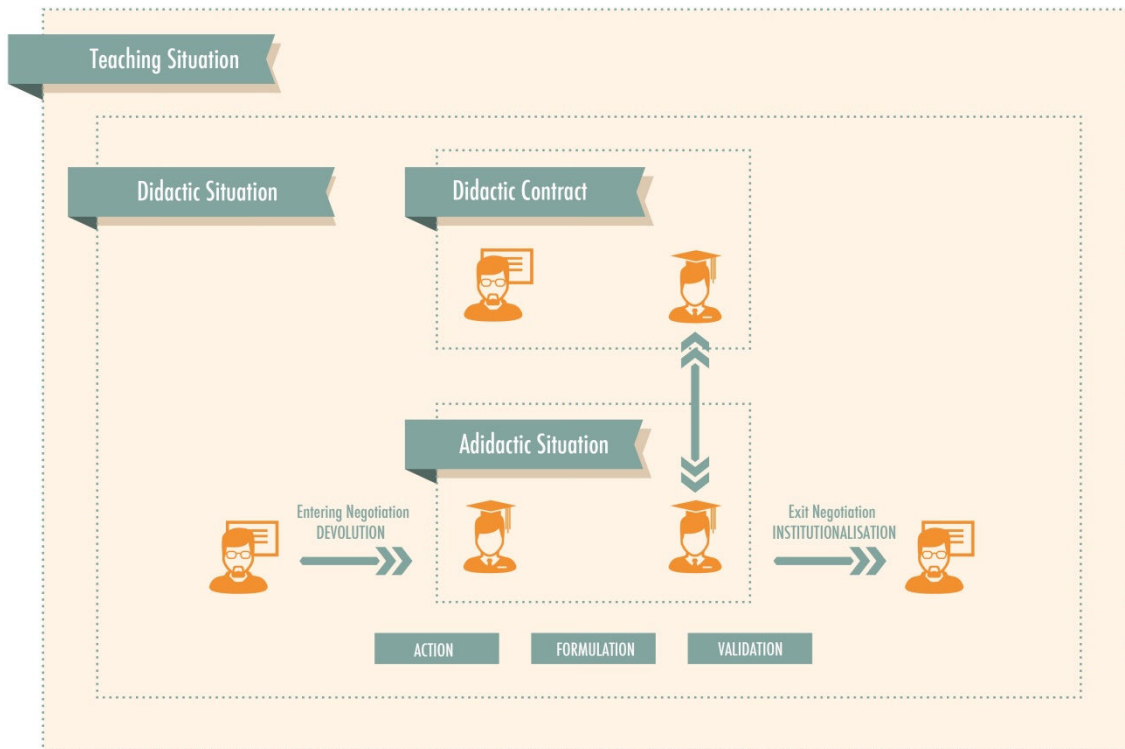 Teaching Situation
Didactic Situation
Didactic Contract
Adidactic Situation
Entering Negotiation
DEVOLUTION
Exit Negotiation
INSTITUTIONALISATION
ACTION
FORMULATION
VALIDATION